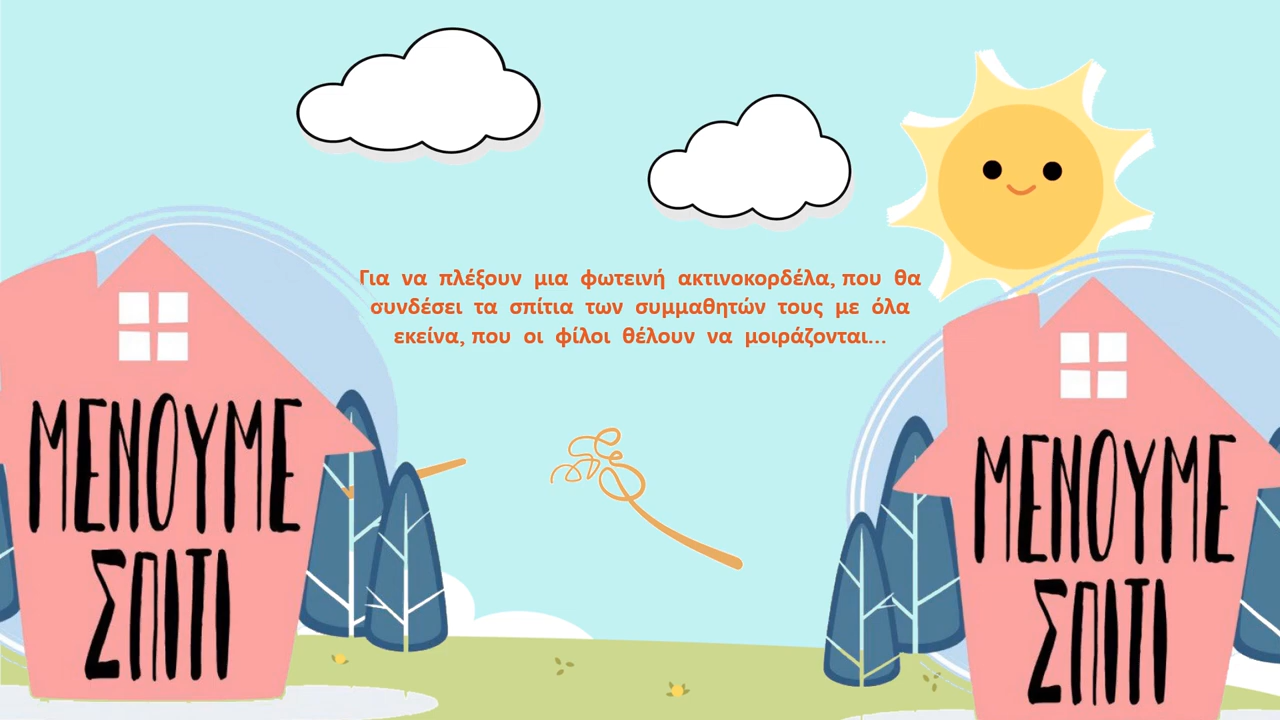 Για να πλέξουν μια φωτεινή ακτινοκορδέλα, που θα
συνδέσει τα σπίτια των συμμαθητών τους με όλα
εκείνα, που οι φίλοι θέλουν να μοιράζονται...
ΜΕΝΟΥΜΕ
ΣΠΙΤΙ
ΜΕΝΟΥΜΕ
ΣΠΙΤΙ